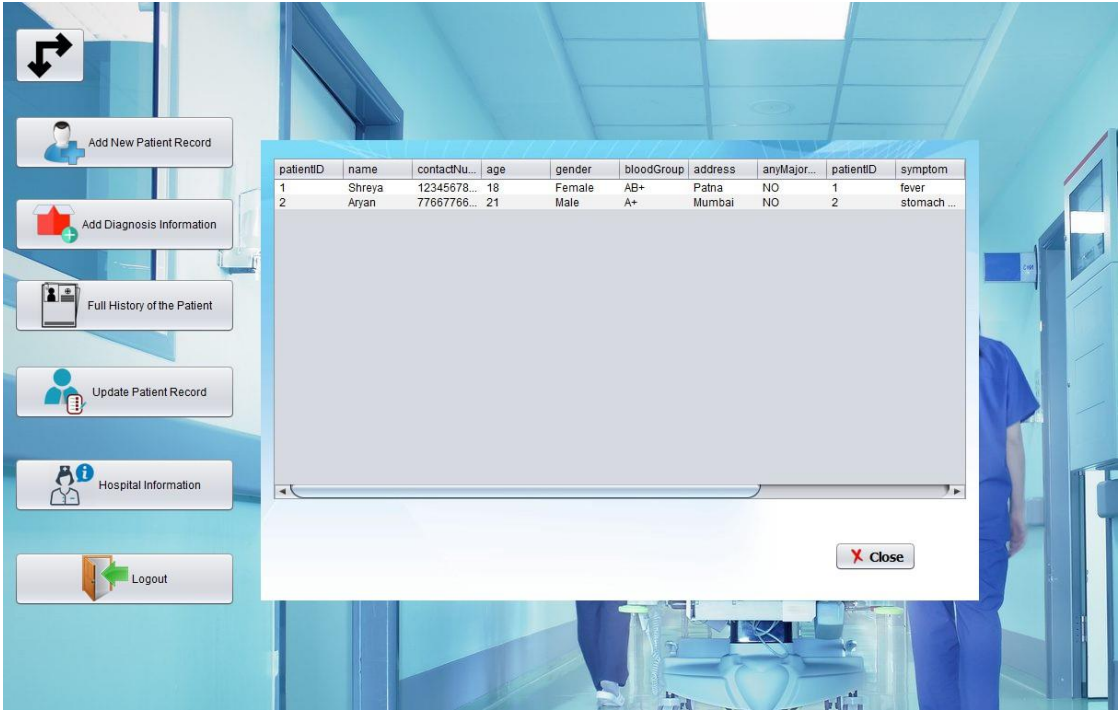 Add New Patient Record
Add Diagnosis Information
Full History of the Patient
Update Patient Record
Hospital Information
Logout
patientID name contactNu... age gender bloodGroup address anyMajor... patientID symptom
1 Shreya 12345678... 18 Female AB+ Patna NO 1 fever
2 Aryan 77667766... 21 Male A+ Mumbai NO 2 stomach ...
Close